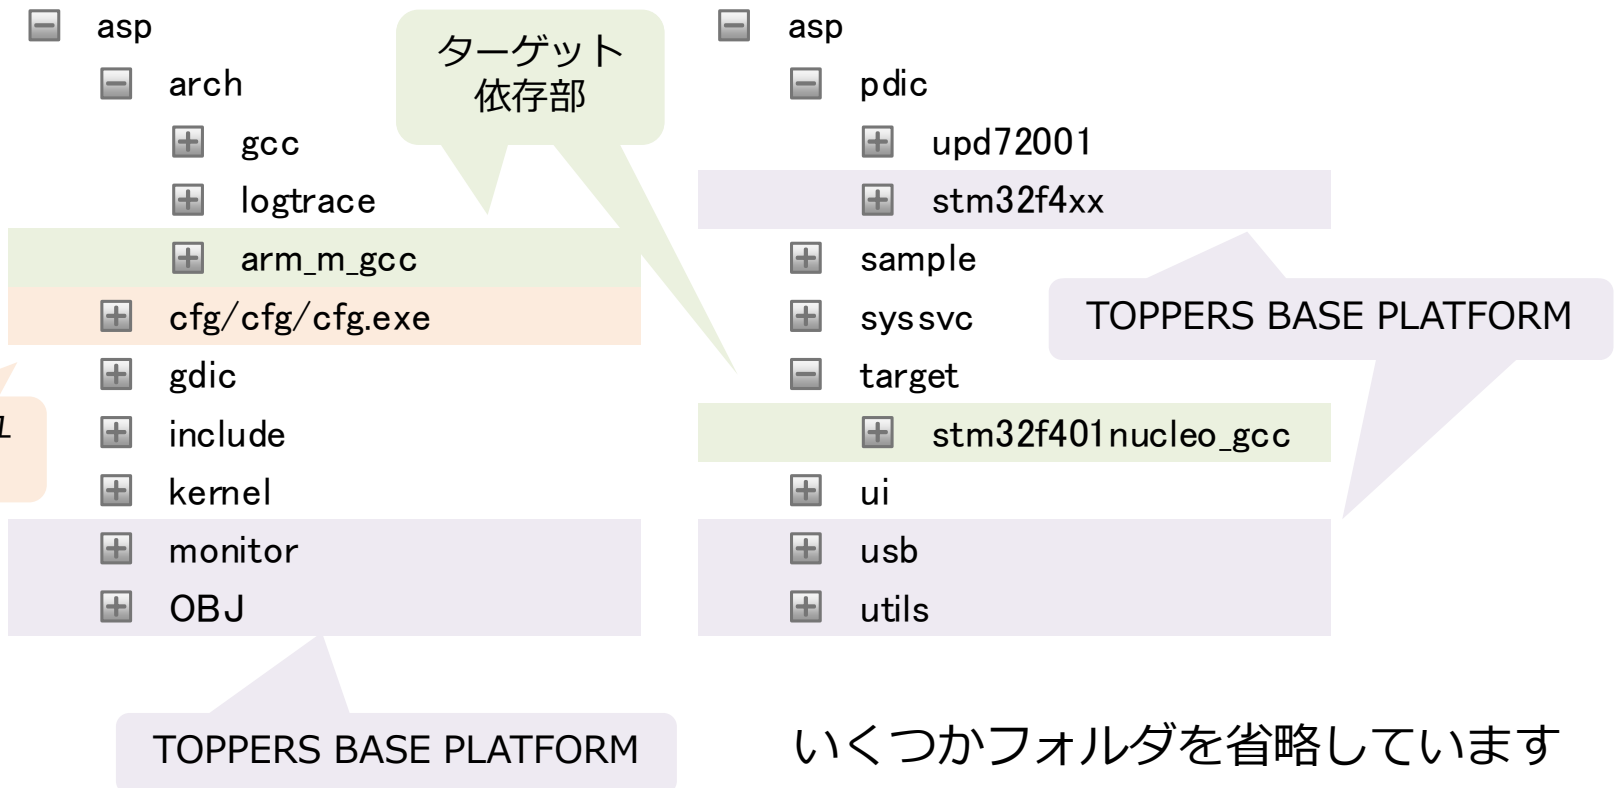 asp
arch
gcc
logtrace
arm_m_gcc
cfg/cfg/cfg.exe
gdic
include
kernel
monitor
OBJ
ターゲット
依存部
TOPPERS BASE PLATFORM
asp
pdic
upd72001
stm32f4xx
sample
syssvc
target
stm32f401nucleo_gcc
ui
usb
utils
TOPPERS BASE PLATFORM
いくつかフォルダを省略しています